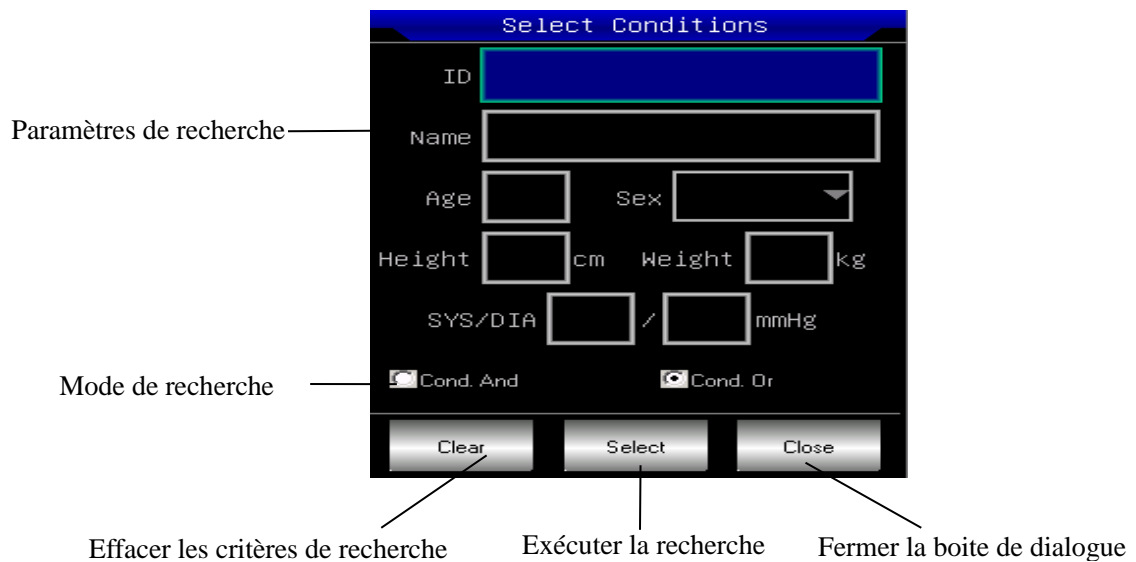 Select Conditions
ID
Paramètres de recherche
Name
Age Sex
Height cm Weight kg
SYS/DIA / mmHg
Mode de recherche
Cond. And Cond. Or
Clear Select Close
Effacer les critères de recherche Exécuter la recherche Fermer la boite de dialogue